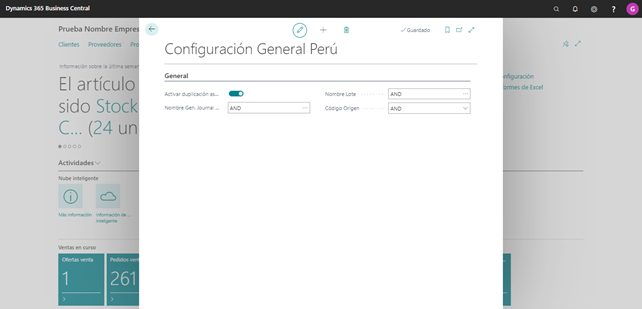 Dynamics 365 Business Central
G
Prueba Nombre Empres
Guardado
Clientes Proveedores Pro
Configuración General Perú
Información sobre la última seman
General
El artículo
sido Stock
C... (24 un
Activar duplicación as...
Nombre Lote AND
Nombre Gen. Journal ... AND
Código Origen AND
nfiguración
ormes de Excel
Actividades
Nube inteligente
Más información
Información de ...
inteligente
Ventas en curso
Ofertas venta
Pedidos vent
1
261